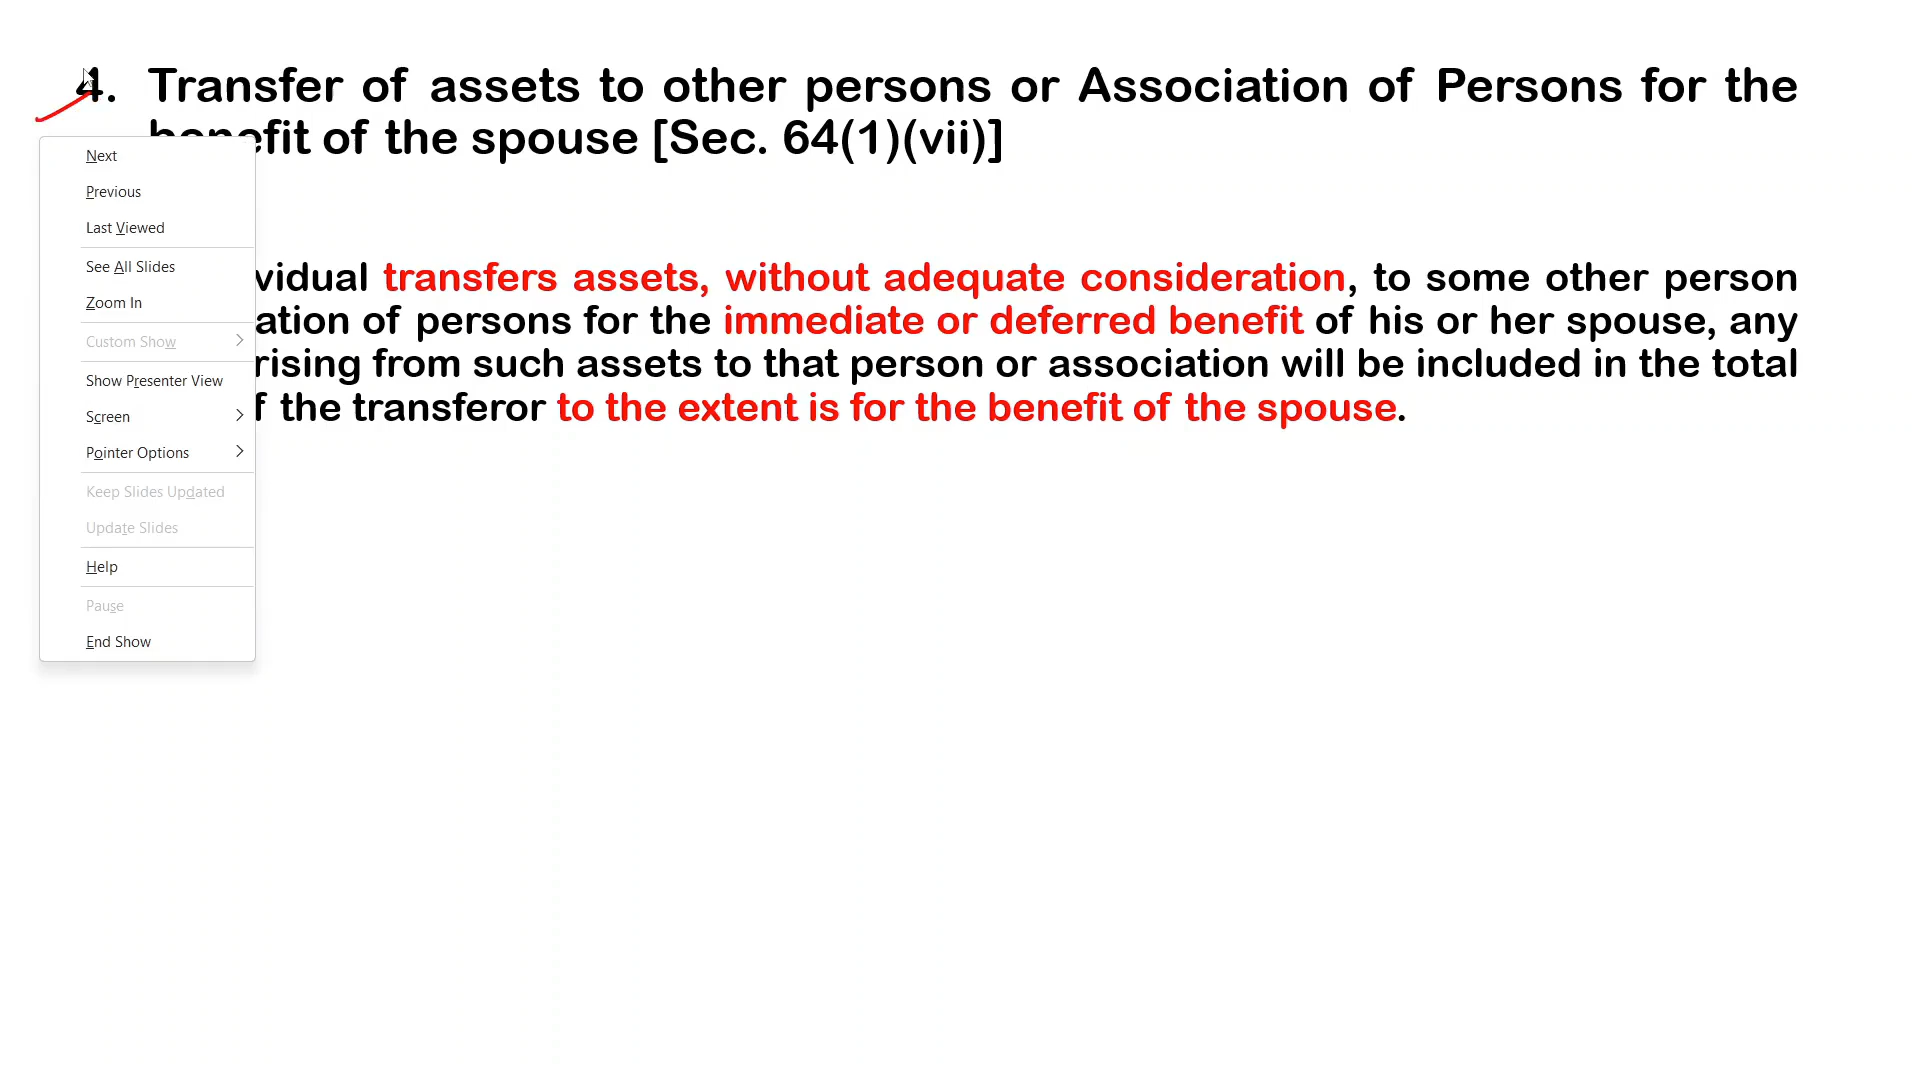 4. Transfer of assets to other persons or Association of Persons for the
benefit of the spouse [Sec. 64(1)(vii)]
Next
Previous
Last Viewed
See All Slides
Zoom In
Custom Show
Show Presenter View
Screen
Pointer Options
Keep Slides Updated
Update Slides
Help
Pause
End Show
vidual transfers assets, without adequate consideration, to some other person
ation of persons for the immediate or deferred benefit of his or her spouse, any
rising from such assets to that person or association will be included in the total
f the transferor to the extent is for the benefit of the spouse.